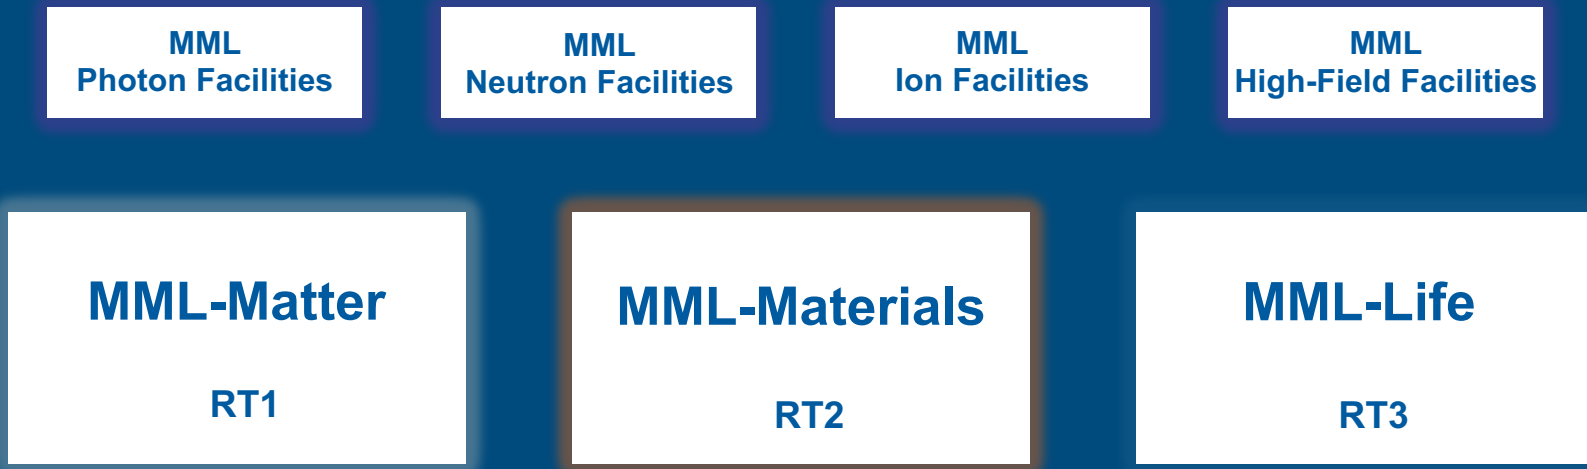 MML
Photon Facilities
MML
Neutron Facilities
MML
Ion Facilities
MML
High-Field Facilities
MML-Matter
RT1
MML-Materials
RT2
MML-Life
RT3